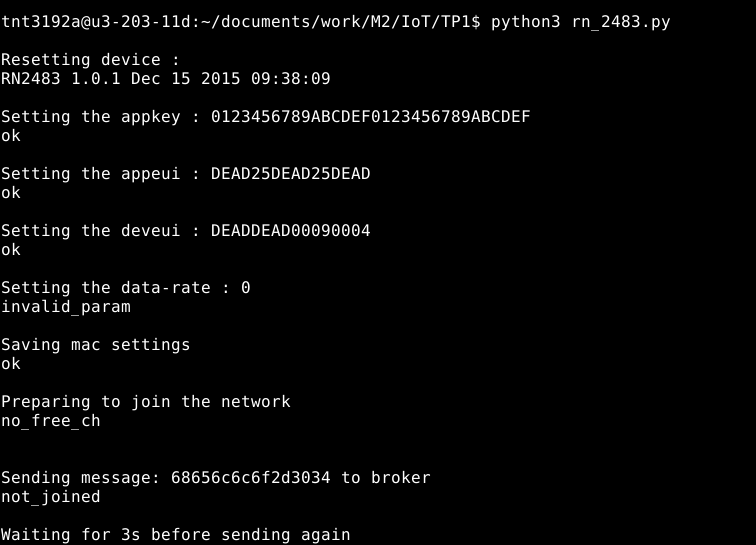 tnt3192a@u3-203-11d:~/documents/work/M2/IoT/TP1$ python3 rn_2483.py
Resetting device :
RN2483 1.0.1 Dec 15 2015 09:38:09
Setting the appkey : 0123456789ABCDEF0123456789ABCDEF
ok
Setting the appeui : DEAD25DEAD25DEAD
ok
Setting the deveui : DEADDEAD00090004
ok
Setting the data-rate : 0
invalid_param
Saving mac settings
ok
Preparing to join the network
no_free_ch
Sending message: 68656c6c6f2d3034 to broker
not_joined
Waiting for 3s before sending again